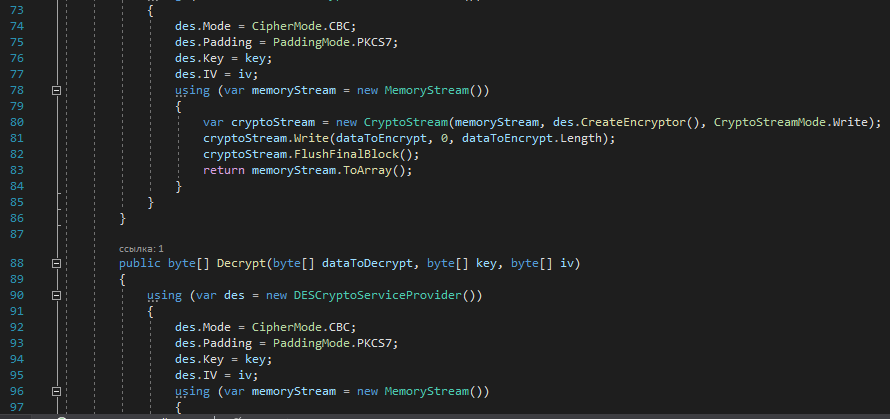 73 {
74 des.Mode = CipherMode.CBC;
75 des.Padding = PaddingMode.PKCS7;
76 des.Key = key;
77 des.IV = iv;
78 using (var memoryStream = new MemoryStream())
79 {
80 var cryptoStream = new CryptoStream(memoryStream, des.CreateEncryptor(), CryptoStreamMode.Write);
81 cryptoStream.Write(dataToEncrypt, 0, dataToEncrypt.Length);
82 cryptoStream.FlushFinalBlock();
83 return memoryStream.ToArray();
84 }
85 }
86 }
87
ссылка: 1
88 public byte[] Decrypt(byte[] dataToDecrypt, byte[] key, byte[] iv)
89 {
90 using (var des = new DESCryptoServiceProvider())
91 {
92 des.Mode = CipherMode.CBC;
93 des.Padding = PaddingMode.PKCS7;
94 des.Key = key;
95 des.IV = iv;
96 using (var memoryStream = new MemoryStream())
97 {